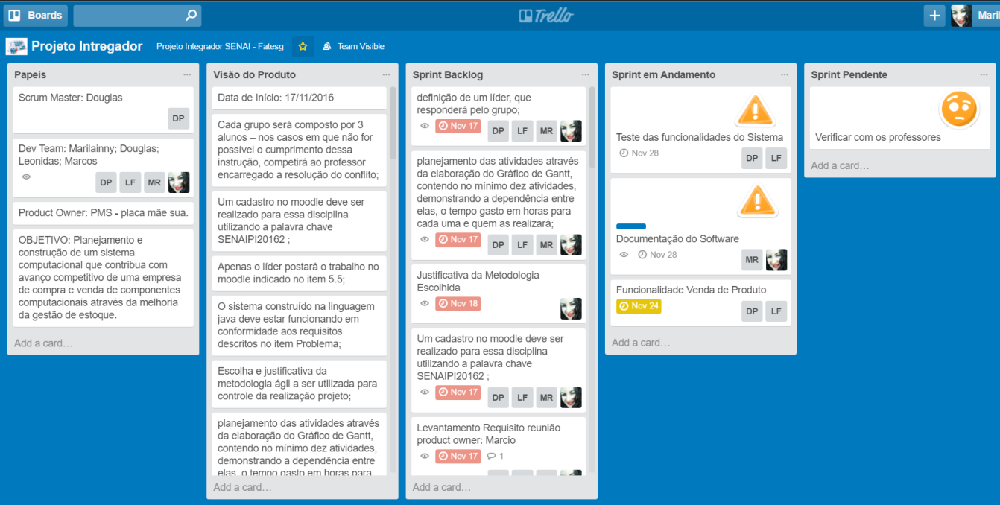 Boards
Trello
Projeto Intregador
Projeto Integrador SENAI - Fatesg
Team Visible
Papeis
Scrum Master: Douglas
DP
Dev Team: Marilainny; Douglas;
Leonidas; Marcos
DP LF MR
Product Owner: PMS - placa mãe sua.
OBJETIVO: Planejamento e
construção de um sistema
computacional que contribua com
avanço competitivo de uma empresa
de compra e venda de componentes
computacionais através da melhoria
da gestão de estoque.
Add a card…
Visão do Produto
Data de Início: 17/11/2016
Cada grupo será composto por 3
alunos – nos casos em que não for
possível o cumprimento dessa
instrução, competirá ao professor
encarregado a resolução do conflito;
Um cadastro no moodle deve ser
realizado para essa disciplina
utilizando a palavra chave
SENAIPI20162 ;
Apenas o líder postará o trabalho no
moodle indicado no item 5.5;
O sistema construído na linguagem
java deve estar funcionando em
conformidade aos requisitos
descritos no item Problema;
Escolha e justificativa da
metodologia ágil a ser utilizada para
controle da realização projeto;
planejamento das atividades através
da elaboração do Gráfico de Gantt,
contendo no mínimo dez atividades,
demonstrando a dependência entre
elas, o tempo gasto em horas para
Add a card…
Sprint Backlog
definição de um líder, que
responderá pelo grupo;
Nov 17
DP LF MR
planejamento das atividades através
da elaboração do Gráfico de Gantt,
contendo no mínimo dez atividades,
demonstrando a dependência entre
elas, o tempo gasto em horas para
cada uma e quem as realizará;
Nov 17
DP LF MR
Justificativa da Metodologia
Escolhida
Nov 18
Um cadastro no moodle deve ser
realizado para essa disciplina
utilizando a palavra chave
SENAIPI20162 ;
Nov 17
DP LF MR
Levantamento Requisito reunião
product owner: Marcio
Nov 17 1
Add a card…
Sprint em Andamento
Teste das funcionalidades do Sistema
Nov 28
DP LF
Documentação do Software
Nov 28
MR
Funcionalidade Venda de Produto
Nov 24
DP LF
Add a card…
Sprint Pendente
Verificar com os professores
Add a card…